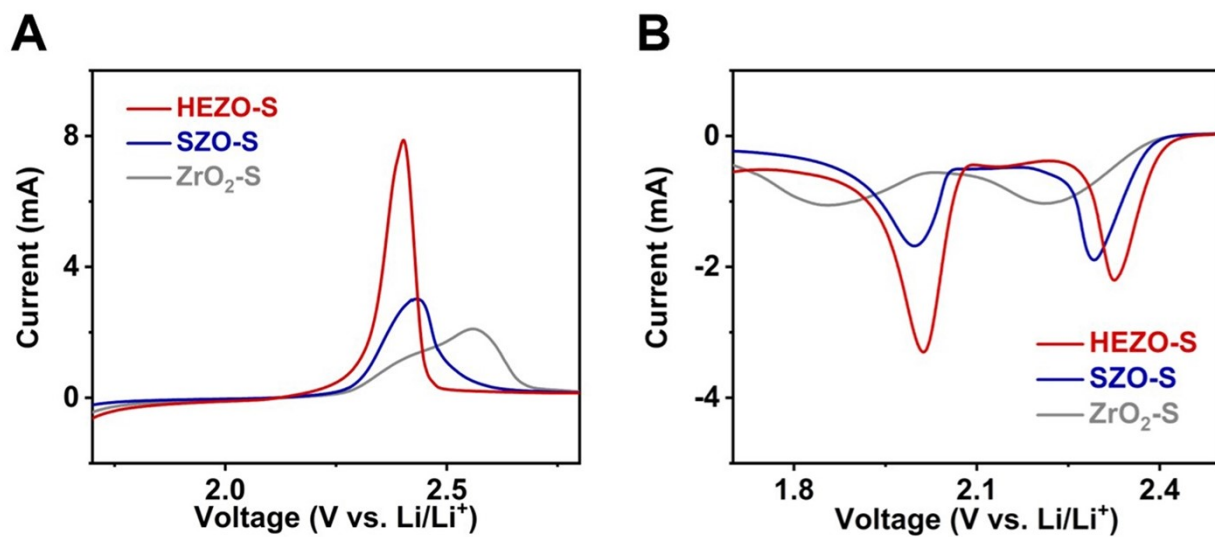 A
HEZO-S
SZO-S
ZrO₂-S
8
4
0
2.0
2.5
Current (mA)
Voltage (V vs. Li/Li⁺)
B
0
-2
-4
1.8
2.1
2.4
Current (mA)
HEZO-S
SZO-S
ZrO₂-S
Voltage (V vs. Li/Li⁺)